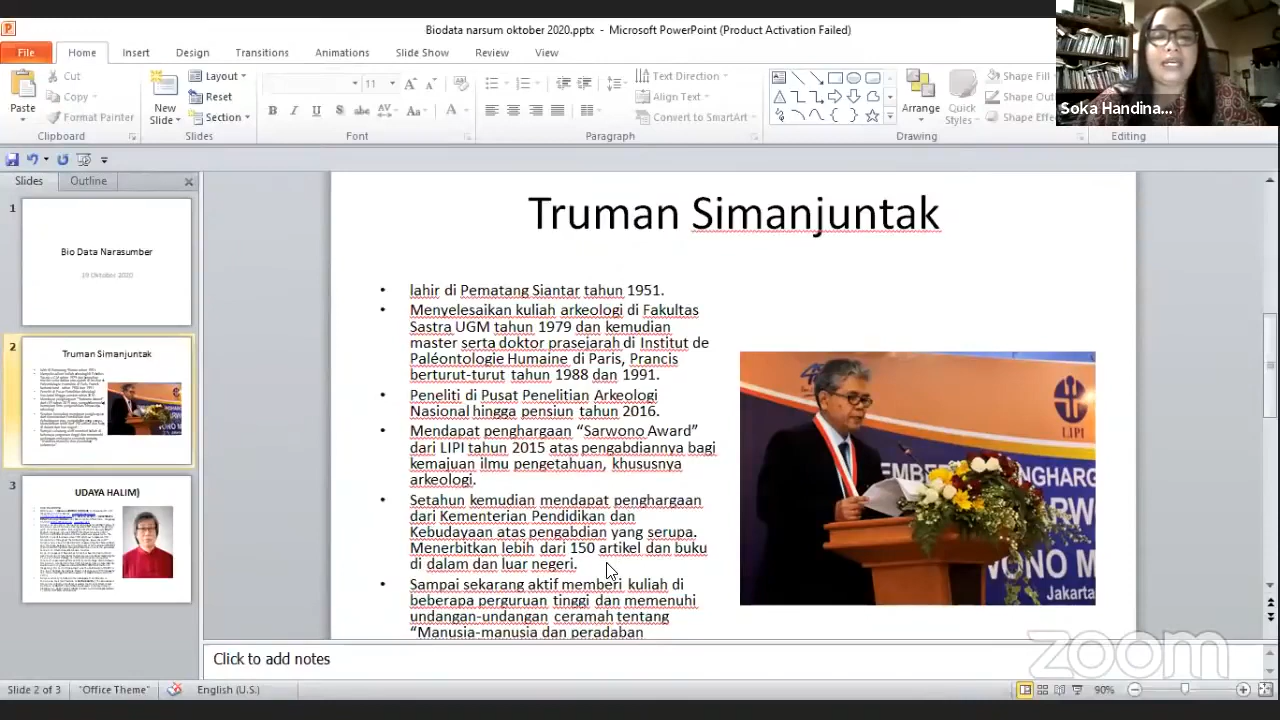 Biodata narsum oktober 2020.pptx - Microsoft PowerPoint (Product Activation Failed)
File Home Insert Design Transitions Animations Slide Show Review View
Paste
Cut
Copy
Format Painter
Clipboard
New Slide
Layout
Reset
Section
Slides
11
Font
Text Direction
Align Text
Convert to SmartArt
Paragraph
Arrange
Quick Styles
Shape Fill
Shape
Shape Effe
Drawing
Editing
Soka Handina...
Slides Outline
1
Bio Data Narasumber
19 Oktober 2020
2
Truman Simanjuntak
3
UDAYA HALIM)
Truman Simanjuntak
• lahir di Pematang Siantar tahun 1951.
• Menyelesaikan kuliah arkeologi di Fakultas
Sastra UGM tahun 1979 dan kemudian
master serta doktor prasejarah di Institut de
Paléontologie Humaine di Paris, Prancis
berturut-turut tahun 1988 dan 1991.
• Peneliti di Pusat Penelitian Arkeologi
Nasional hingga pensiun tahun 2016.
• Mendapat penghargaan “Sarwono Award”
dari LIPI tahun 2015 atas pengabdiannya bagi
kemajuan ilmu pengetahuan, khususnya
arkeologi.
• Setahun kemudian mendapat penghargaan
dari Kementerian Pendidikan dan
Kebudayaan atas pengabdian yang serupa.
Menerbitkan lebih dari 150 artikel dan buku
di dalam dan luar negeri.
• Sampai sekarang aktif memberi kuliah di
beberapa perguruan tinggi dan memenuhi
undangan-undangan ceramah tentang
“Manusia-manusia dan peradaban
LIPI
EMBER
NGHARG
RW
WONO M
Jakarta
Click to add notes
zoom
Slide 2 of 3 "Office Theme" English (U.S.) 90%